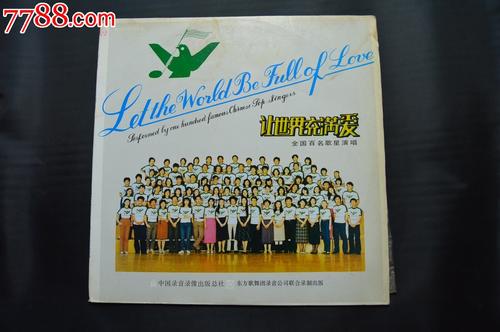 7788.com
Let the World Be Full of Love
Performed by one hundred famous Chinese Pop Singers
让世界充满爱
全国百名歌星演唱
中国录音录像出版总社
东方歌舞团录音公司联合录制出版